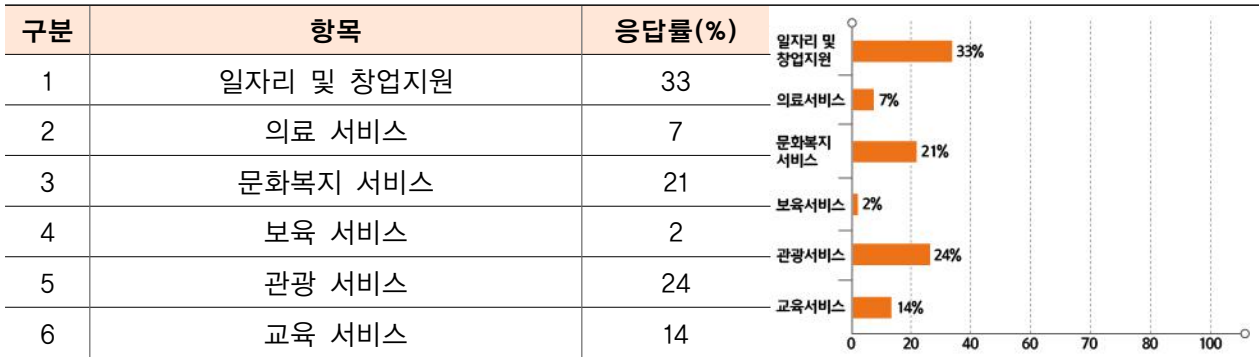 구분 항목 응답률(%)
1 일자리 및 창업지원 33
2 의료 서비스 7
3 문화복지 서비스 21
4 보육 서비스 2
5 관광 서비스 24
6 교육 서비스 14
일자리 및
창업지원
33%
의료서비스 7%
문화복지
서비스
21%
보육서비스 2%
관광서비스 24%
교육서비스 14%
0 20 40 60 70 80 100